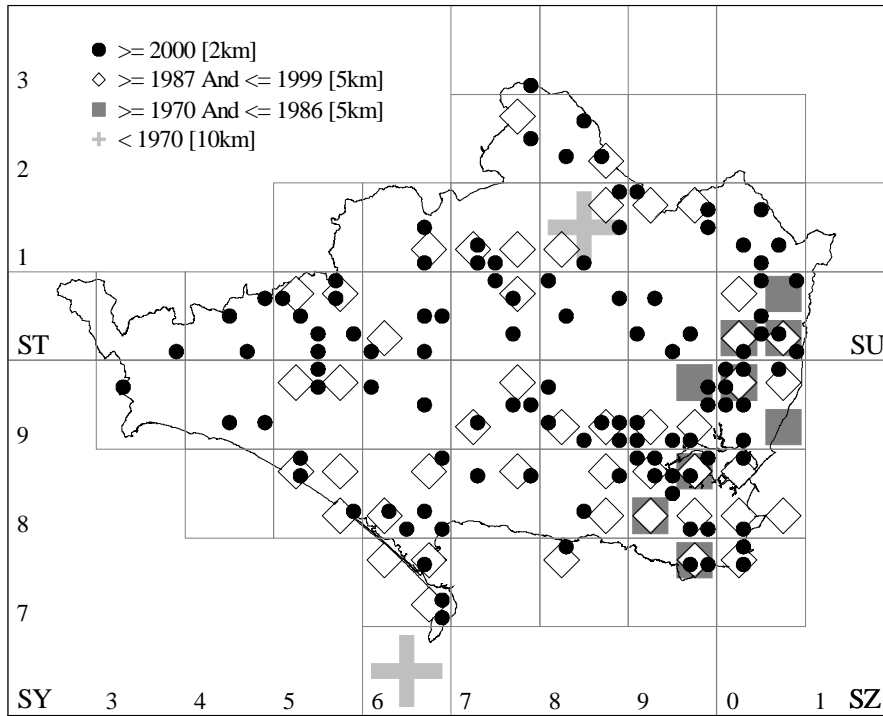 >= 2000 [2km]
>= 1987 And <= 1999 [5km]
>= 1970 And <= 1986 [5km]
< 1970 [10km]
3
2
1
ST SU
9
8
7
SY 3 4 5 6 7 8 9 0 1 SZ